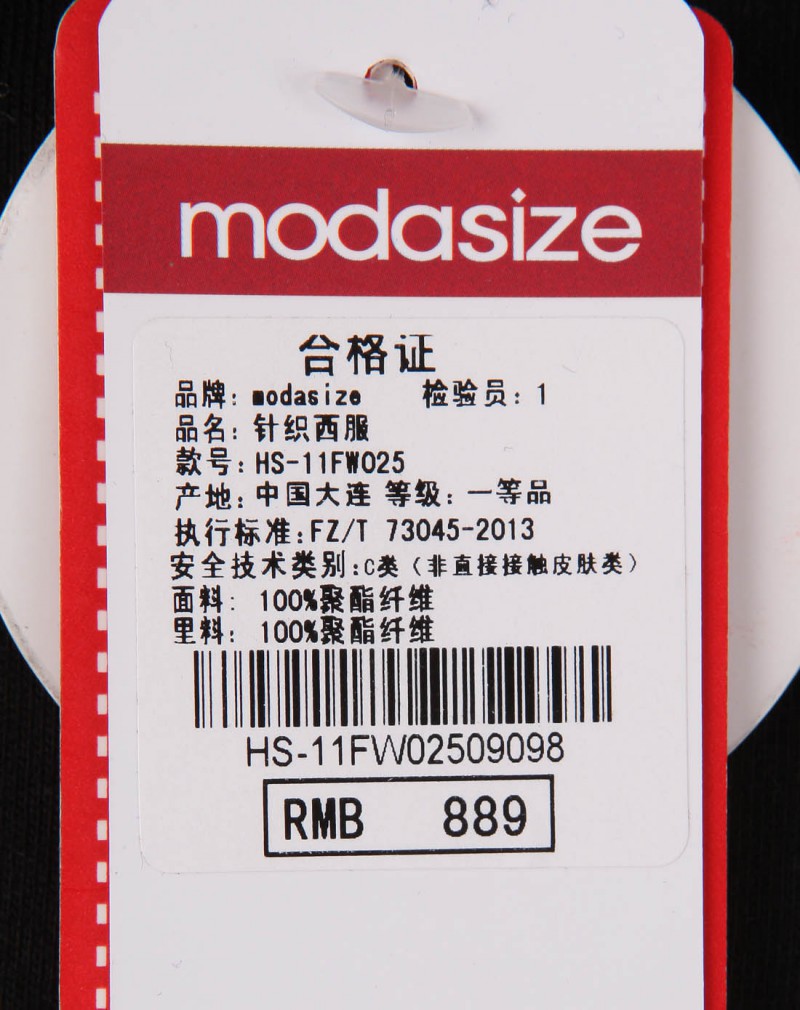 modasize
合格证
品牌: modasize 检验员: 1
品名: 针织西服
款号: HS-11FW025
产地: 中国大连 等级: 一等品
执行标准: FZ/T 73045-2013
安全技术类别: C类（非直接接触皮肤类）
面料: 100%聚酯纤维
里料: 100%聚酯纤维
HS-11FW02509098
RMB 889